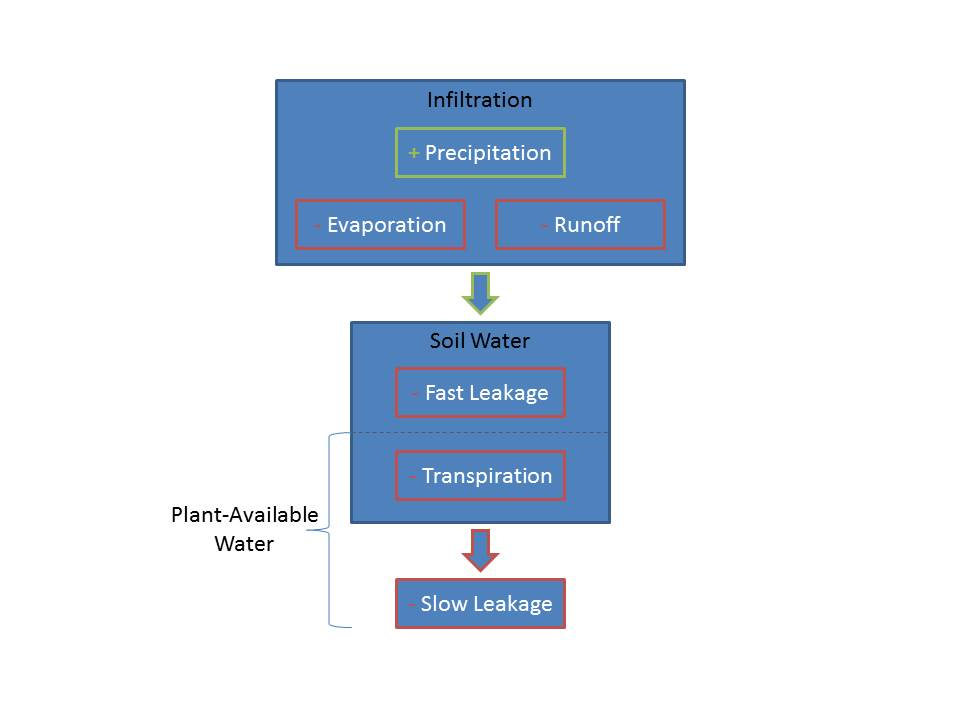 Infiltration
+ Precipitation
- Evaporation
- Runoff
Soil Water
- Fast Leakage
- Transpiration
Plant-Available
Water
- Slow Leakage